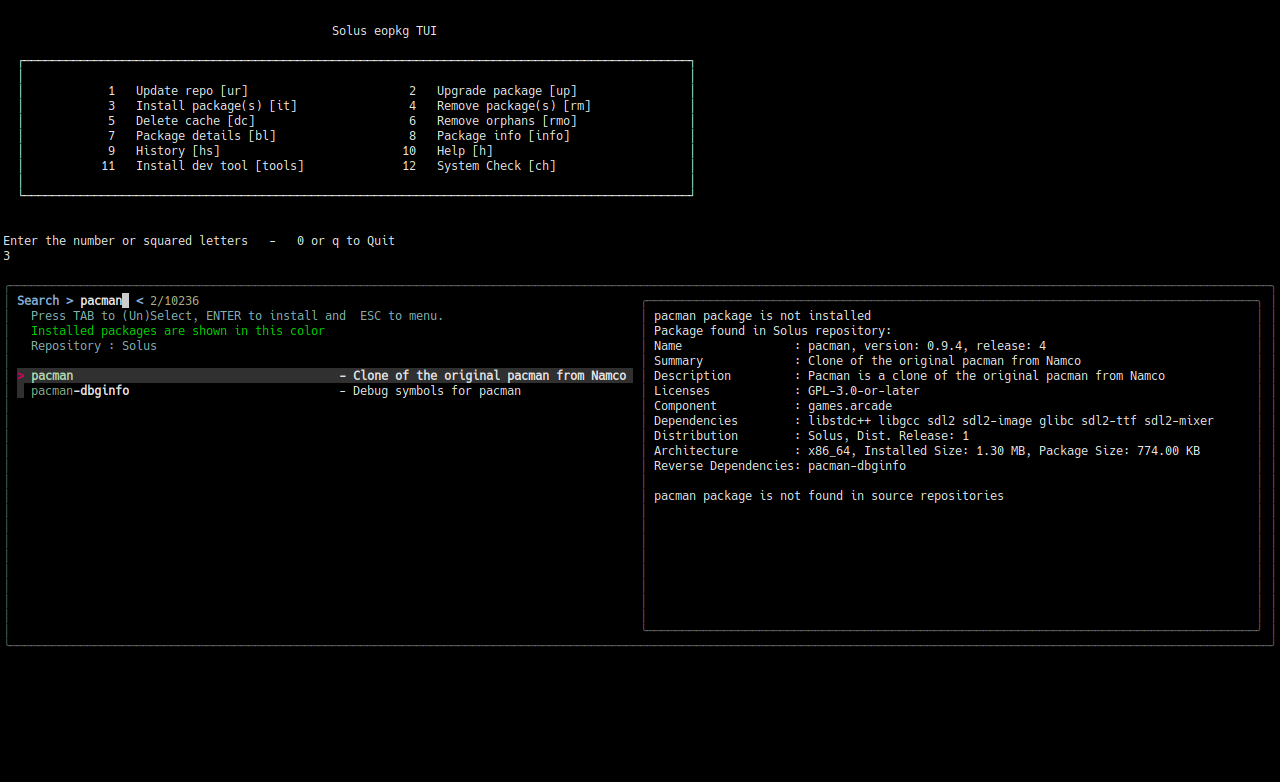 Solus eopkg TUI
1 Update repo [ur] 2 Upgrade package [up]
3 Install package(s) [it] 4 Remove package(s) [rm]
5 Delete cache [dc] 6 Remove orphans [rmo]
7 Package details [bl] 8 Package info [info]
9 History [hs] 10 Help [h]
11 Install dev tool [tools] 12 System Check [ch]
Enter the number or squared letters - 0 or q to Quit
3
Search > pacman < 2/10236
Press TAB to (Un)Select, ENTER to install and ESC to menu.
Installed packages are shown in this color
Repository : Solus
> pacman - Clone of the original pacman from Namco
pacman-dbginfo - Debug symbols for pacman
pacman package is not installed
Package found in Solus repository:
Name : pacman, version: 0.9.4, release: 4
Summary : Clone of the original pacman from Namco
Description : Pacman is a clone of the original pacman from Namco
Licenses : GPL-3.0-or-later
Component : games.arcade
Dependencies : libstdc++ libgcc sdl2 sdl2-image glibc sdl2-ttf sdl2-mixer
Distribution : Solus, Dist. Release: 1
Architecture : x86_64, Installed Size: 1.30 MB, Package Size: 774.00 KB
Reverse Dependencies: pacman-dbginfo
pacman package is not found in source repositories